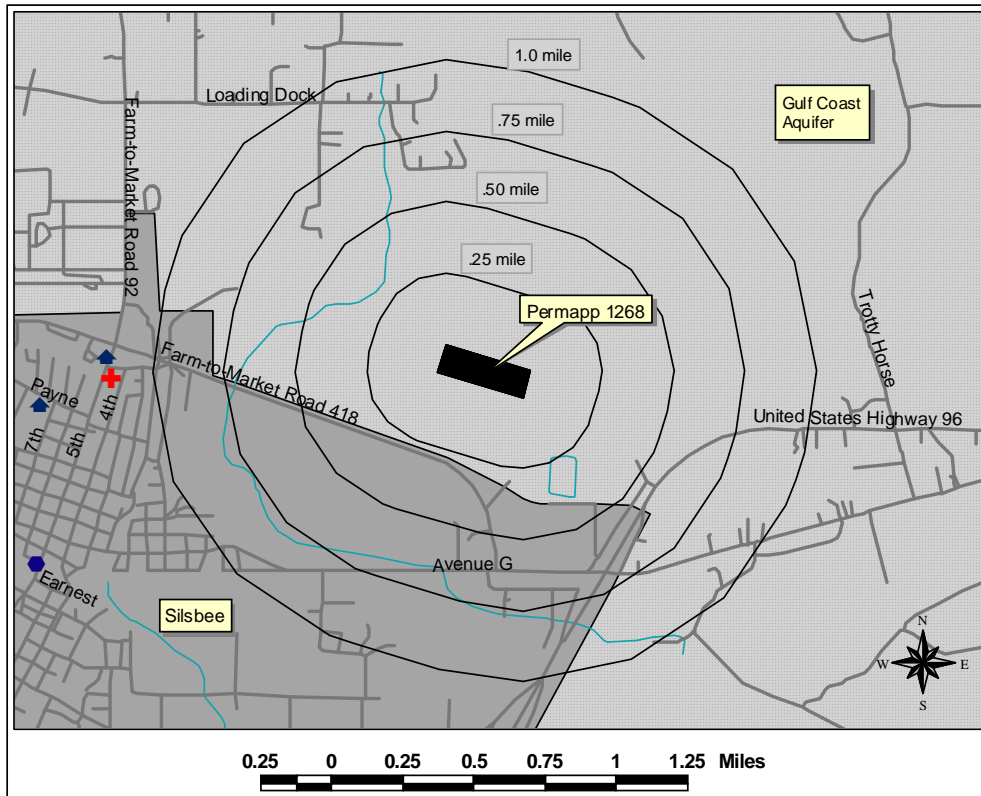 1.0 mile
Loading Dock
Gulf Coast
Aquifer
.75 mile
Farm-to-Market Road 92
.50 mile
.25 mile
Permapp 1268
Trotty Horse
Farm-to-Market Road 418
Payne
4th
United States Highway 96
7th
5th
Avenue G
Earnest
Silsbee
N
W
E
S
0.25 0 0.25 0.5 0.75 1 1.25 Miles